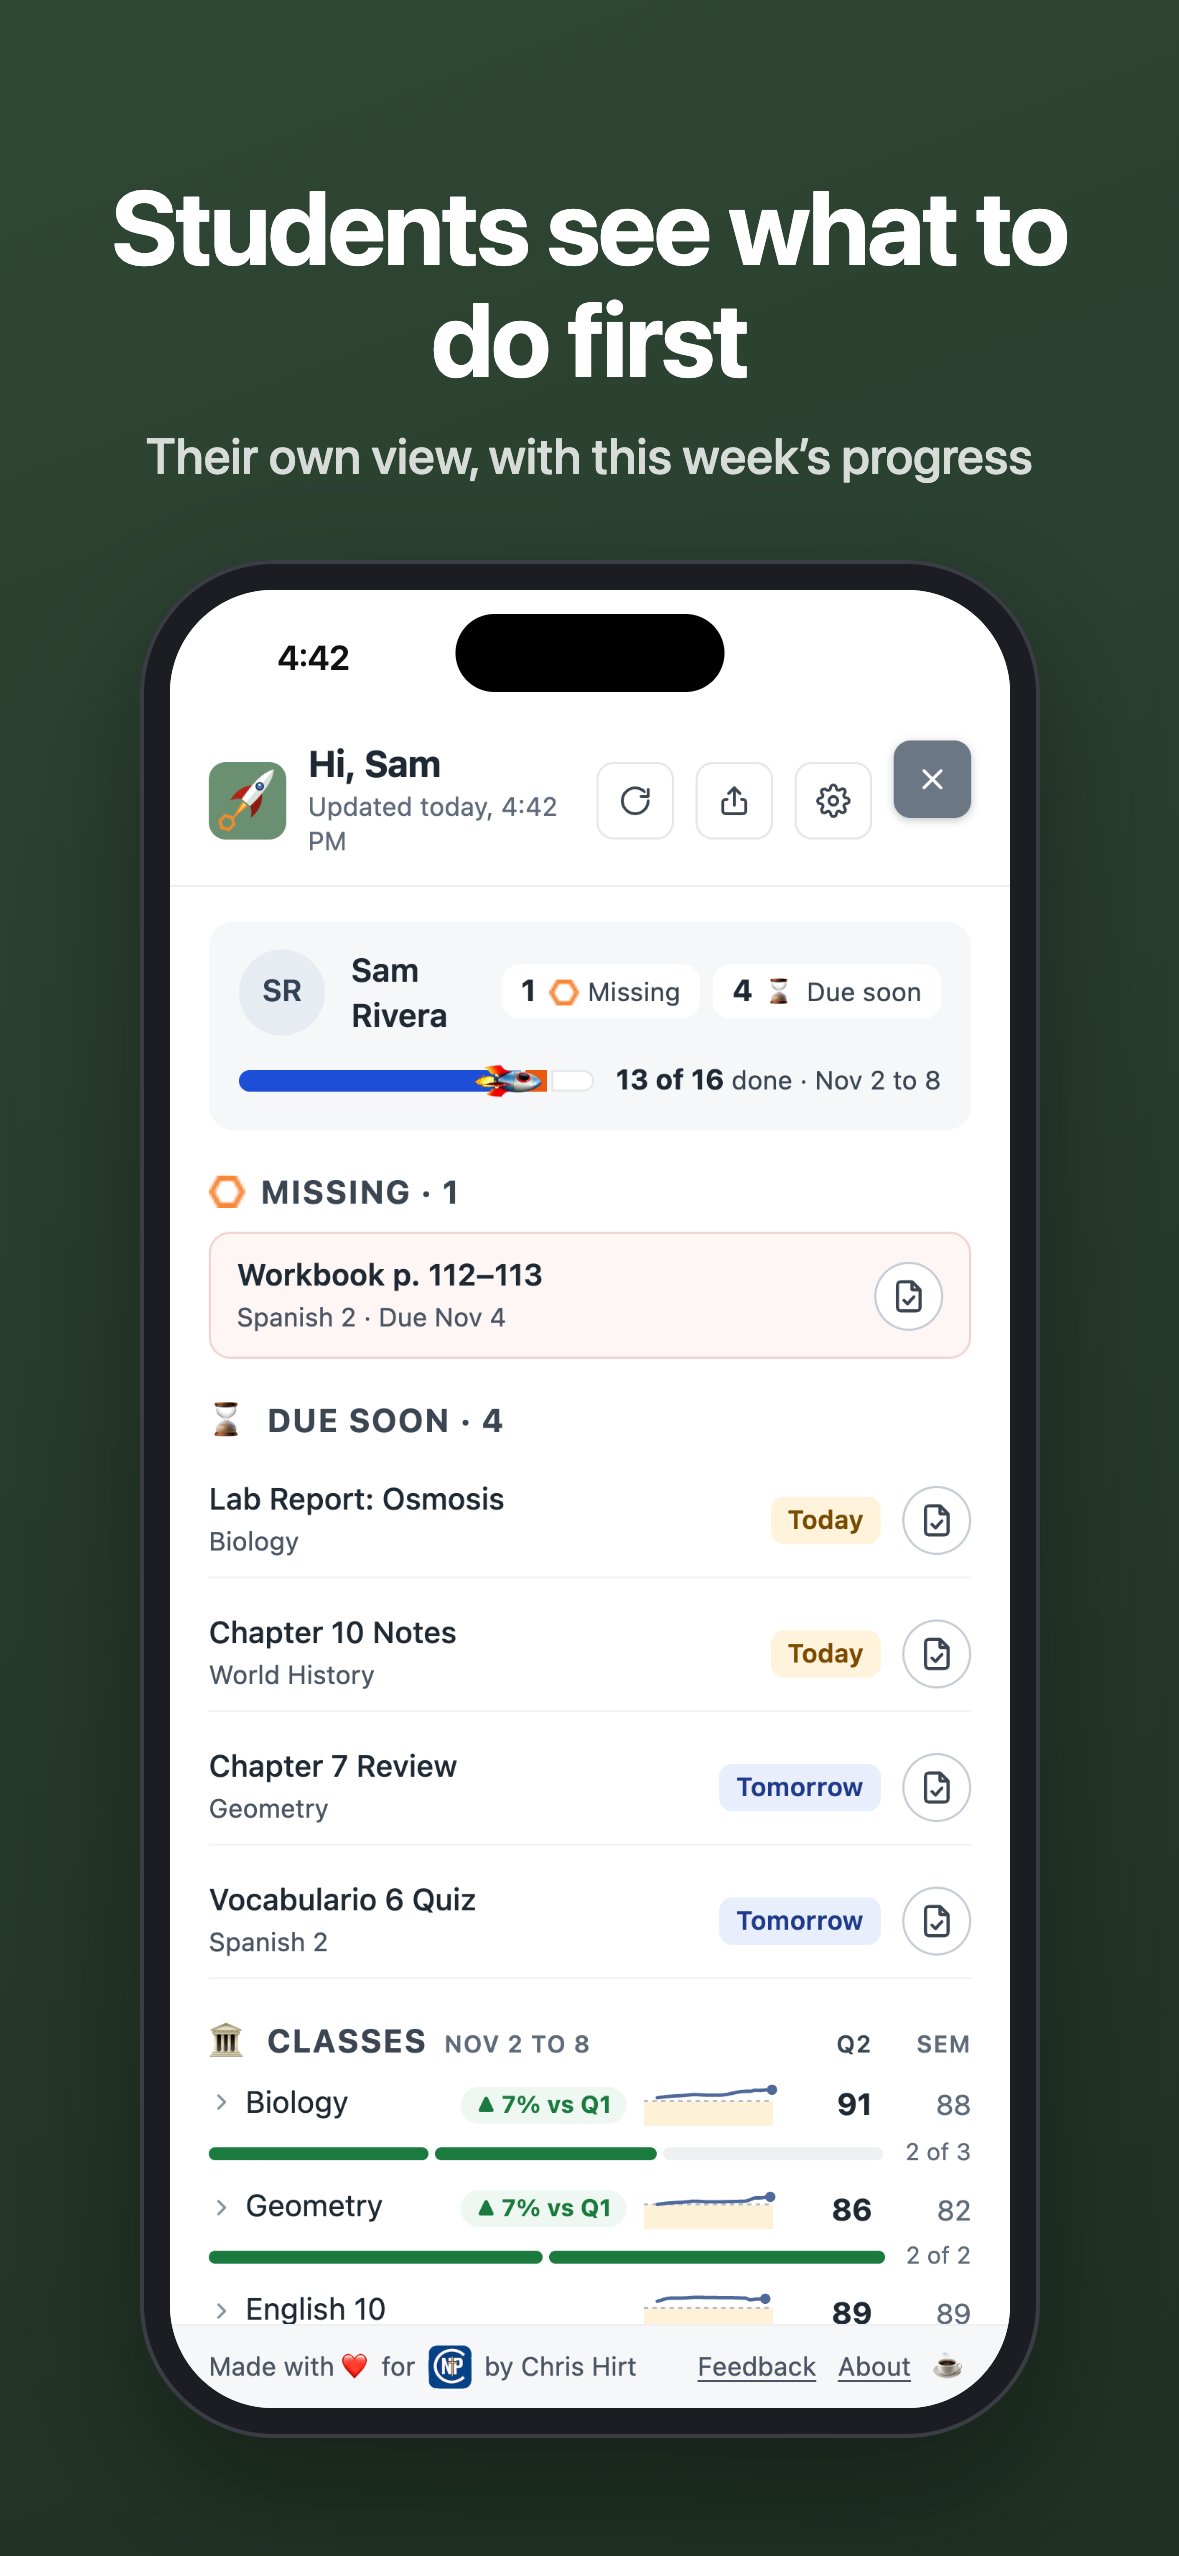 Students see what to
do first
Their own view, with this week’s progress
4:42
Hi, Sam
Updated today, 4:42
PM
SR
Sam
Rivera
1 Missing
4 Due soon
13 of 16 done · Nov 2 to 8
MISSING · 1
Workbook p. 112–113
Spanish 2 · Due Nov 4
DUE SOON · 4
Lab Report: Osmosis
Biology
Today
Chapter 10 Notes
World History
Today
Chapter 7 Review
Geometry
Tomorrow
Vocabulario 6 Quiz
Spanish 2
Tomorrow
CLASSES NOV 2 TO 8 Q2 SEM
Biology ▲ 7% vs Q1 91 88
2 of 3
Geometry ▲ 7% vs Q1 86 82
2 of 2
English 10 89 89
Made with ❤️ for NP by Chris Hirt Feedback About